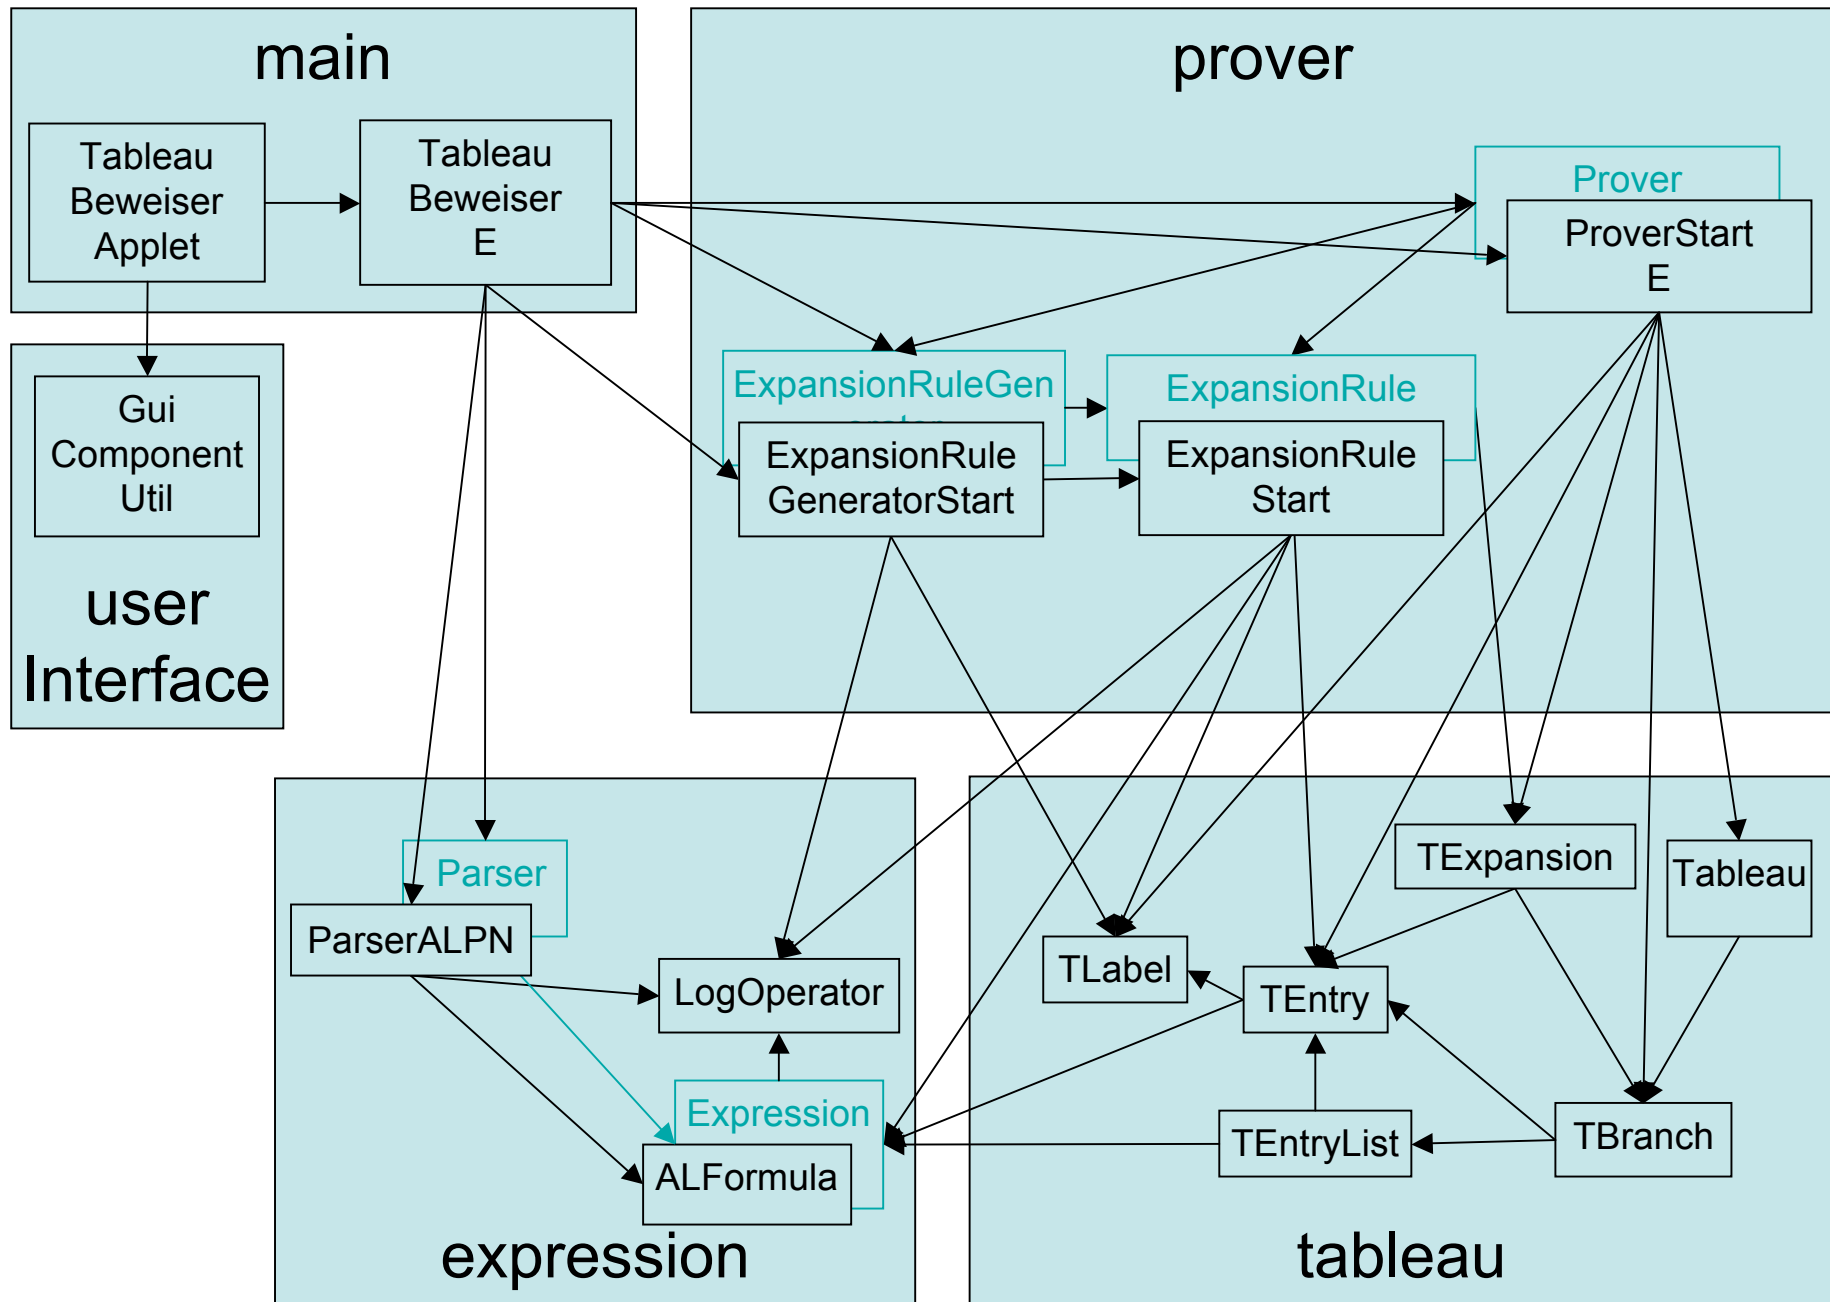 main
Tableau
Beweiser
Applet
Tableau
Beweiser
E
user
Interface
Gui
Component
Util
prover
Prover
ProverStart
E
ExpansionRuleGen
ExpansionRule
GeneratorStart
ExpansionRule
ExpansionRule
Start
expression
Parser
ParserALPN
LogOperator
Expression
ALFormula
tableau
TExpansion
Tableau
TLabel
TEntry
TEntryList
TBranch